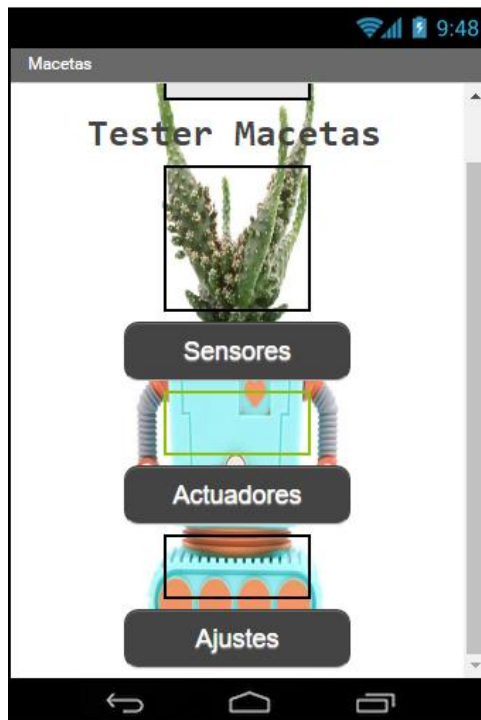 9:48
Macetas
Tester Macetas
Sensores
Actuadores
Ajustes